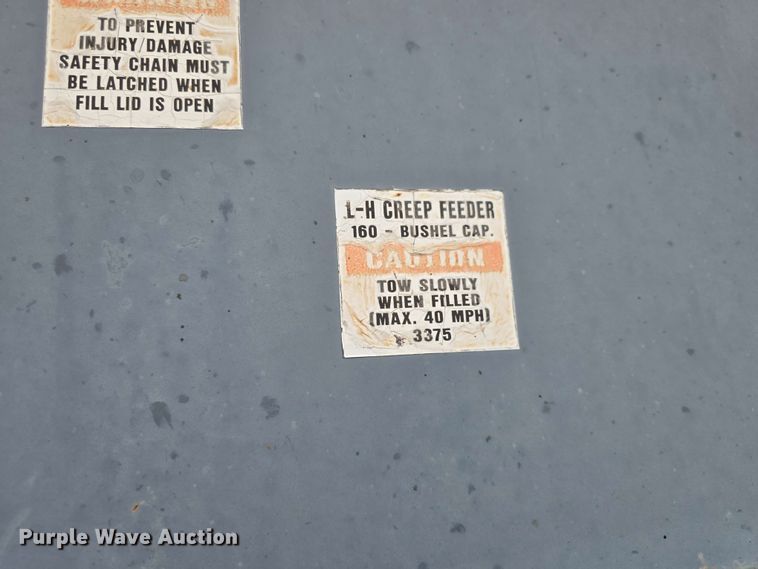 TO PREVENT
INJURY/DAMAGE
SAFETY CHAIN MUST
BE LATCHED WHEN
FILL LID IS OPEN
L-H CREEP FEEDER
160 - BUSHEL CAP.
CAUTION
TOW SLOWLY
WHEN FILLED
(MAX. 40 MPH)
3375
Purple Wave Auction